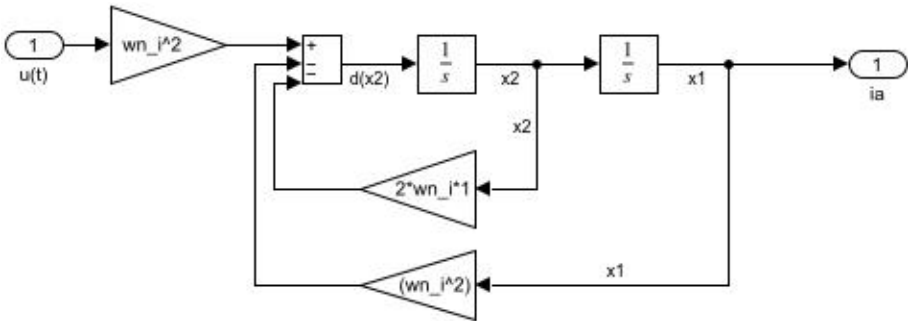 1
u(t)
wn_i^2
+
−
−
d(x2)
1
s
x2
1
s
x1
1
ia
x2
2*wn_i*1
x1
(wn_i^2)